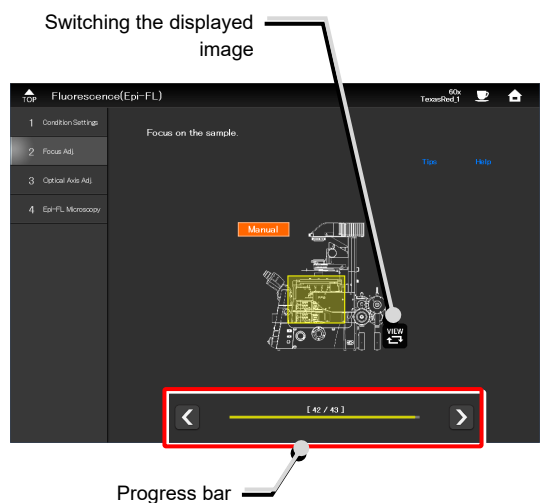 Switching the displayed
image
TOP
Fluorescence(Epi-FL)
60x
TexasRed_1
1 Condition Settings
2 Focus Adj.
3 Optical Axis Adj.
4 Epi-FL Microscopy
Focus on the sample.
Tips Help
Manual
VIEW
[ 42 / 43 ]
Progress bar